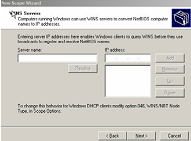 New Scope Wizard
WINS Servers
Computers running Windows can use WINS servers to convert NetBIOS computer
names to IP addresses.
Entering server IP addresses here enables Windows clients to query WINS before they use
broadcasts to register and resolve NetBIOS names.
Server name:
IP address:
Add
Resolve
Remove
Up
Down
To change this behavior for Windows DHCP clients modify option 046, WINS/NBT Node
Type, in Scope Options.
< Back
Next >
Cancel